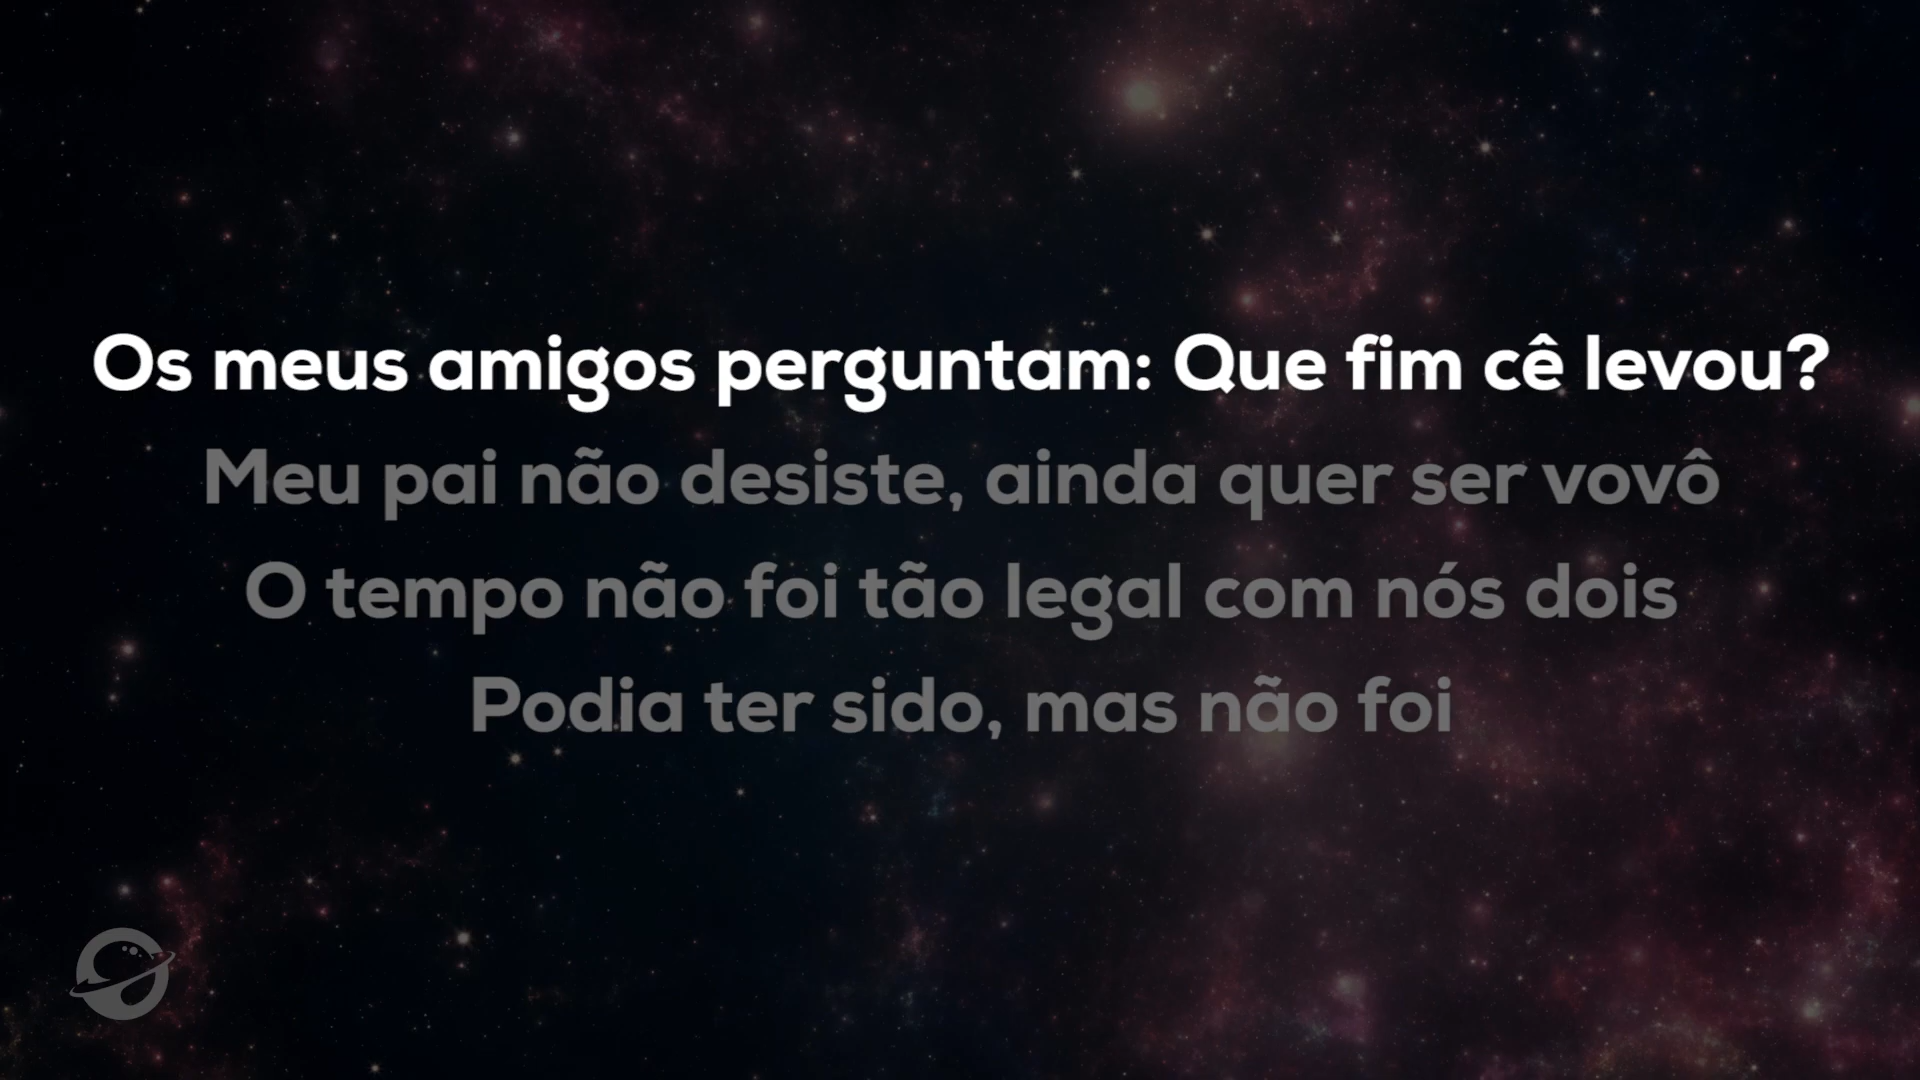 Os meus amigos perguntam: Que fim cê levou?
Meu pai não desiste, ainda quer ser vovô
O tempo não foi tão legal com nós dois
Podia ter sido, mas não foi